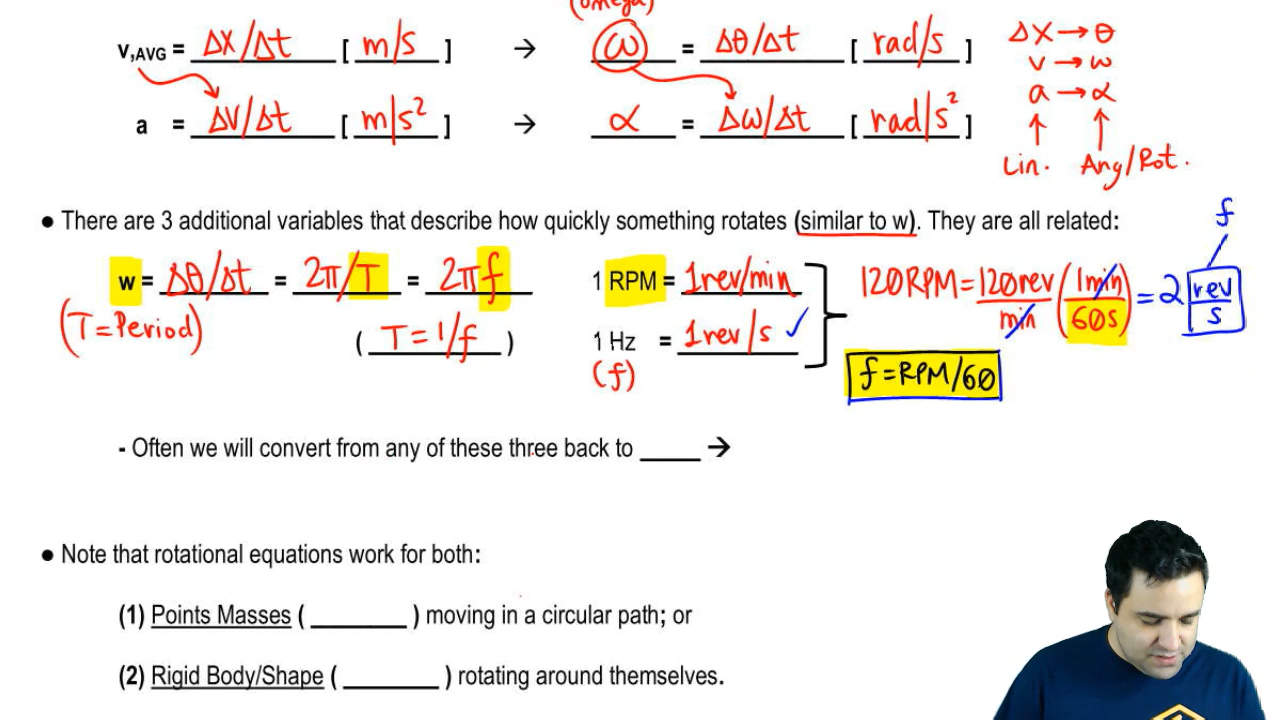 (omega)
v,AVG = Δx/Δt [ m/s ] → ω = Δθ/Δt [ rad/s ]
a = ΔV/Δt [ m/s² ] → α = Δω/Δt [ rad/s² ]
Δx → θ
v → ω
a → α
Lin. Ang/Rot.
● There are 3 additional variables that describe how quickly something rotates (similar to w). They are all related:
w = Δθ/Δt = 2π/T = 2πf
(T=Period)
( T=1/f )
1 RPM = 1rev/min
1 Hz = 1rev/s ✓
(f)
120RPM = 120rev/min (1min/60s) = 2 rev/s
f
f=RPM/60
- Often we will convert from any of these three back to _____ →
● Note that rotational equations work for both:
(1) Points Masses ( ________ ) moving in a circular path; or
(2) Rigid Body/Shape ( ________ ) rotating around themselves.